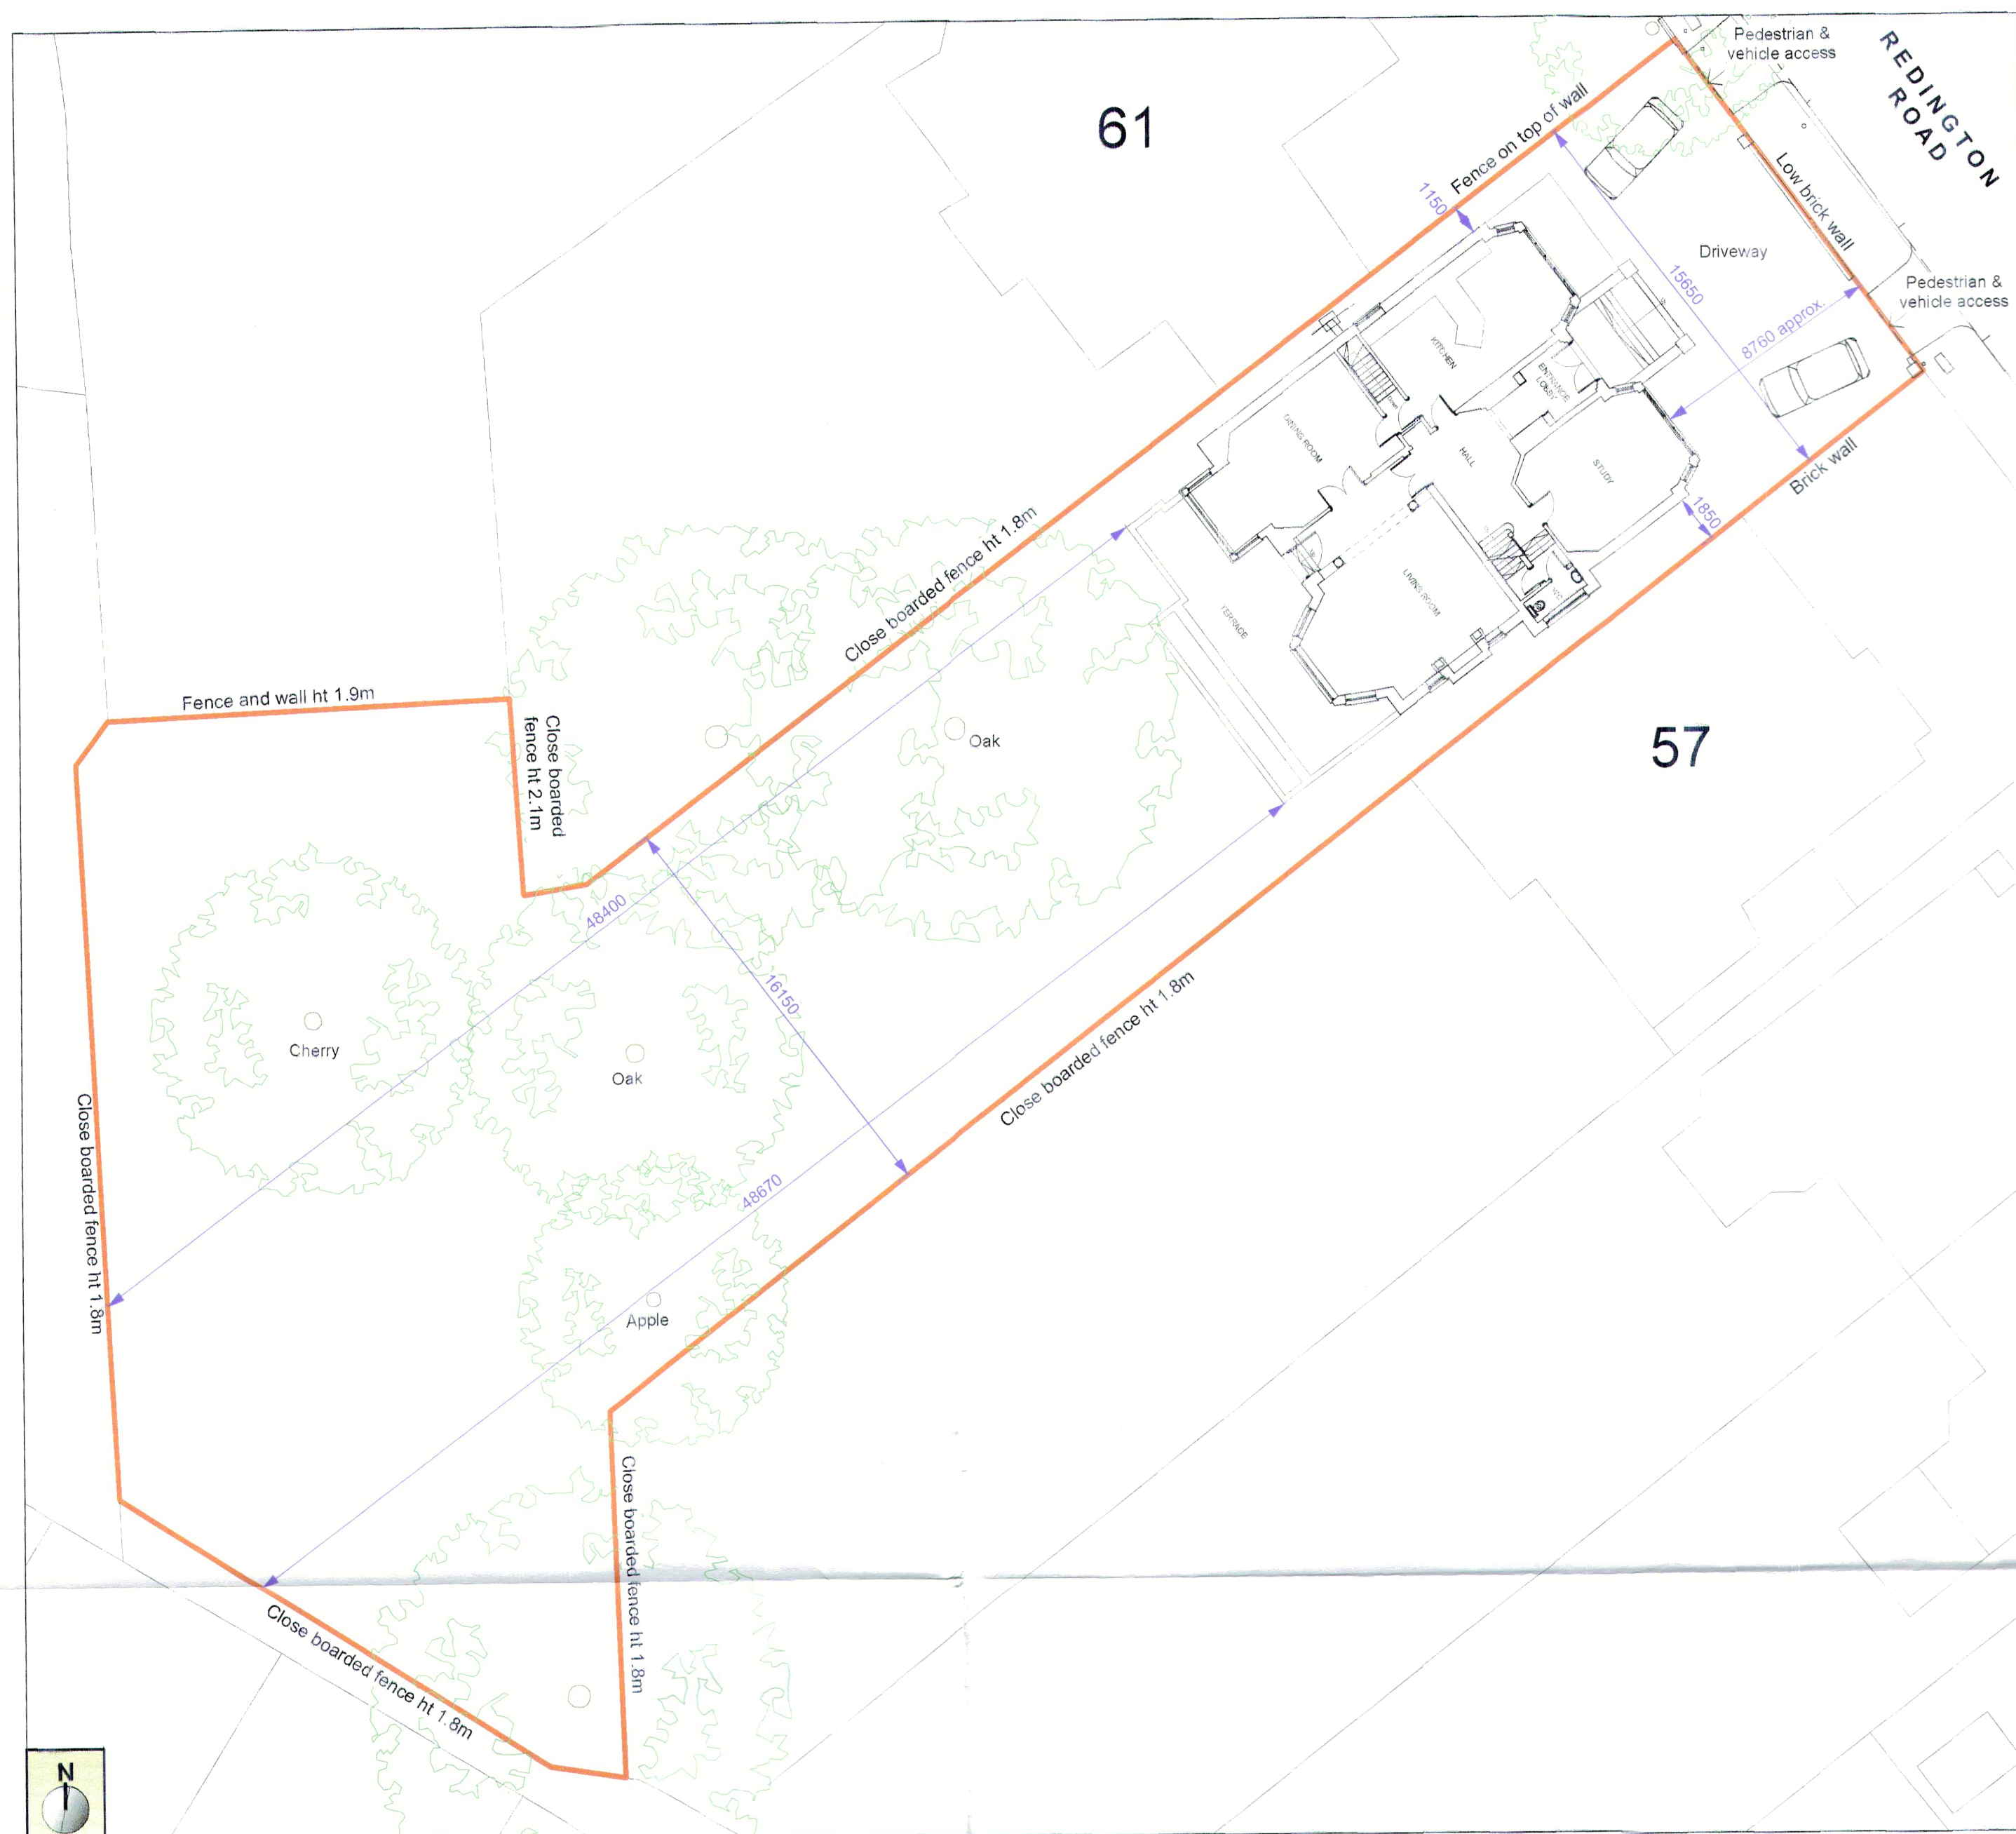 Pedestrian &
vehicle access
REDINGTON
ROAD
61
Fence on top of wall
1150
Low brick wall
Driveway
15650
Pedestrian &
vehicle access
8760 approx.
KITCHEN
ENTRANCE
LOBBY
DINING ROOM
HALL
STUDY
Brick wall
1850
LIVING ROOM
WC
TERRACE
Close boarded fence ht 1.8m
Fence and wall ht 1.9m
Close boarded
fence ht 2.1m
Oak
57
48400
16150
Close boarded fence ht 1.8m
Cherry
Oak
48670
Close boarded fence ht 1.8m
Apple
Close boarded fence ht 1.8m
Close boarded fence ht 1.8m
N